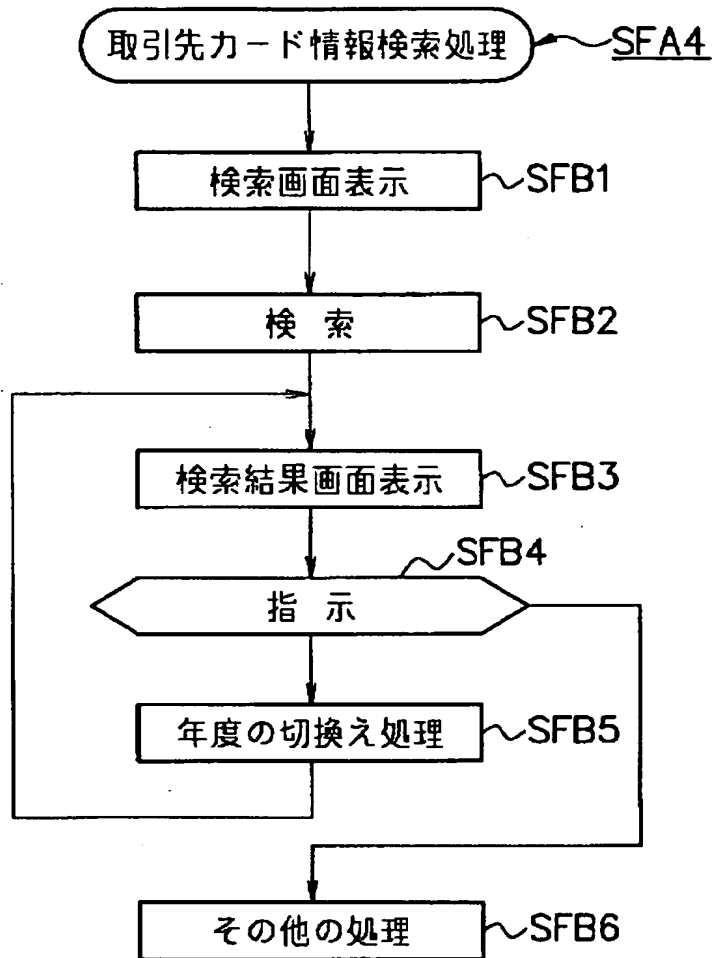 取引先カード情報検索処理 SFA4
検索画面表示 SFB1
検 索 SFB2
検索結果画面表示 SFB3
SFB4
指 示
年度の切換え処理 SFB5
その他の処理 SFB6